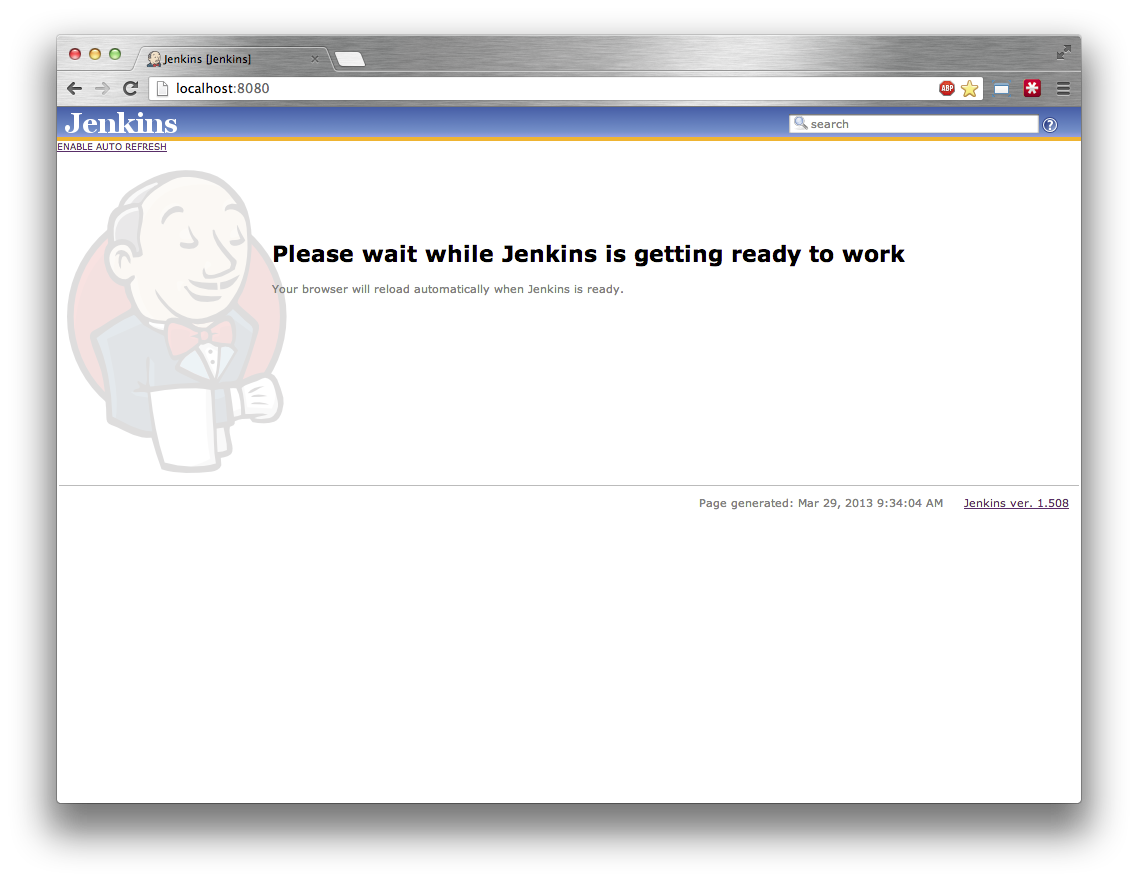 Jenkins [Jenkins]
localhost:8080
ABP
Jenkins
search
ENABLE AUTO REFRESH
Please wait while Jenkins is getting ready to work
Your browser will reload automatically when Jenkins is ready.
Page generated: Mar 29, 2013 9:34:04 AM Jenkins ver. 1.508